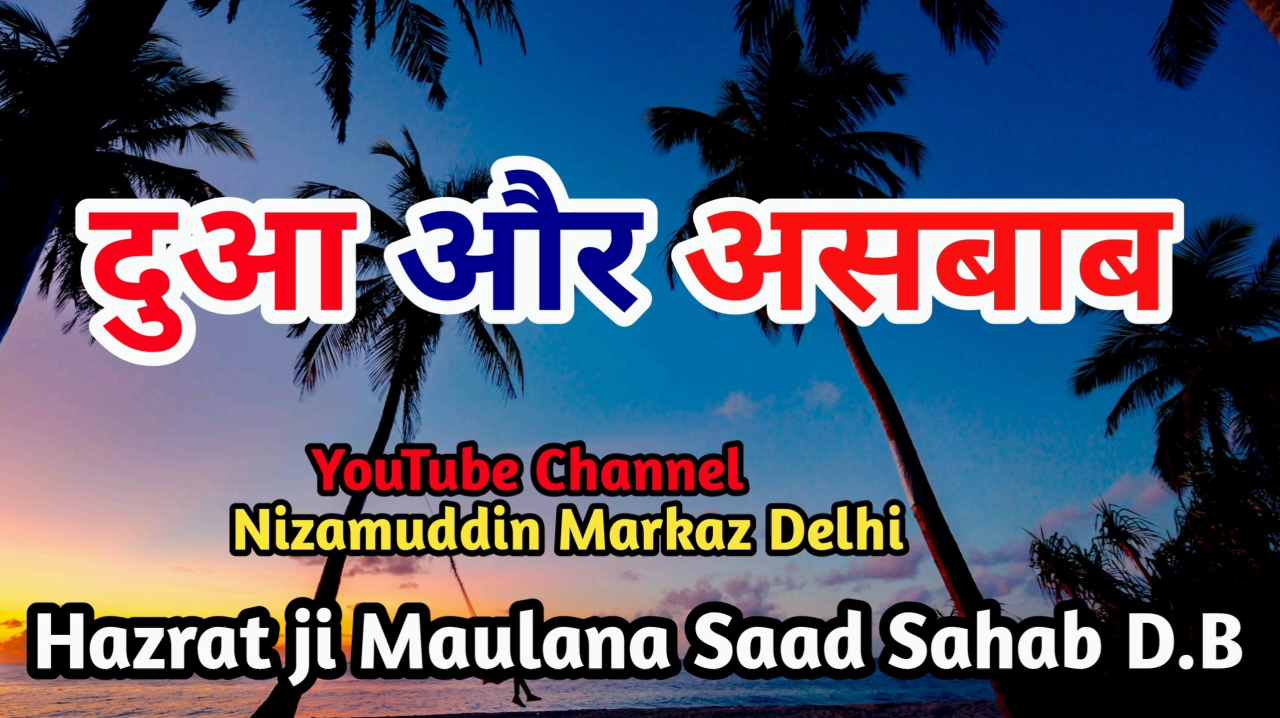 दुआ और असबाब
YouTube Channel
Nizamuddin Markaz Delhi
Hazrat ji Maulana Saad Sahab D.B